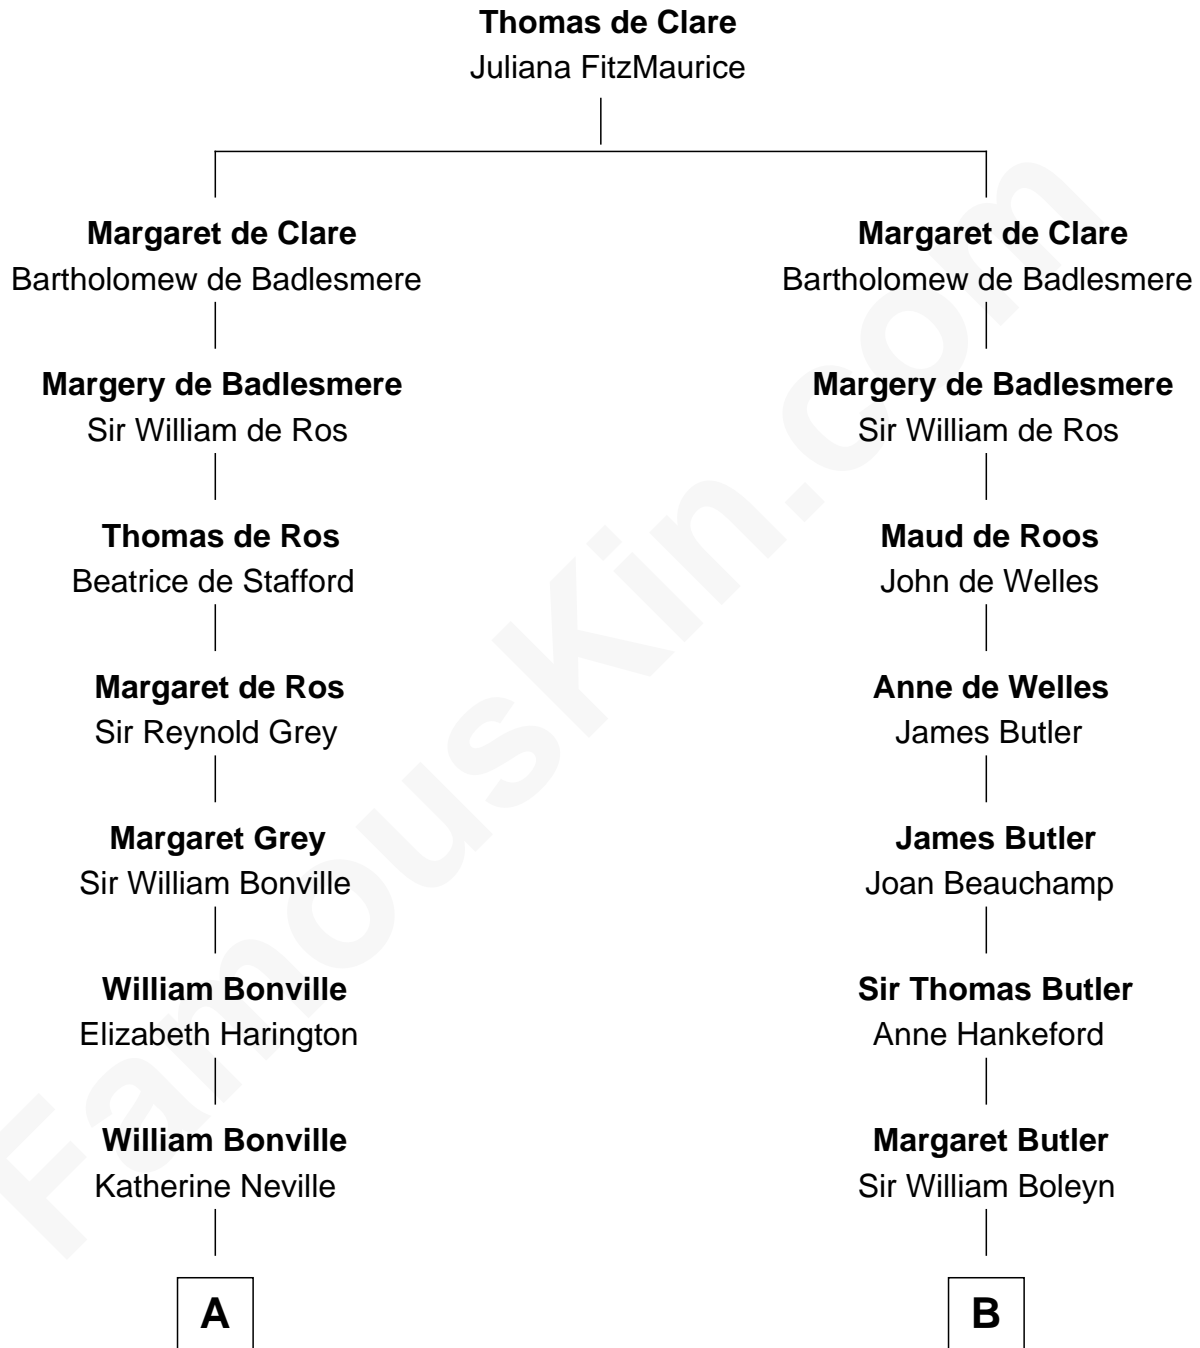 Thomas de Clare
Juliana FitzMaurice
Margaret de Clare
Bartholomew de Badlesmere
Margery de Badlesmere
Sir William de Ros
Thomas de Ros
Beatrice de Stafford
Margaret de Ros
Sir Reynold Grey
Margaret Grey
Sir William Bonville
William Bonville
Elizabeth Harington
William Bonville
Katherine Neville
A
Margaret de Clare
Bartholomew de Badlesmere
Margery de Badlesmere
Sir William de Ros
Maud de Roos
John de Welles
Anne de Welles
James Butler
James Butler
Joan Beauchamp
Sir Thomas Butler
Anne Hankeford
Margaret Butler
Sir William Boleyn
B
FamousKin.com